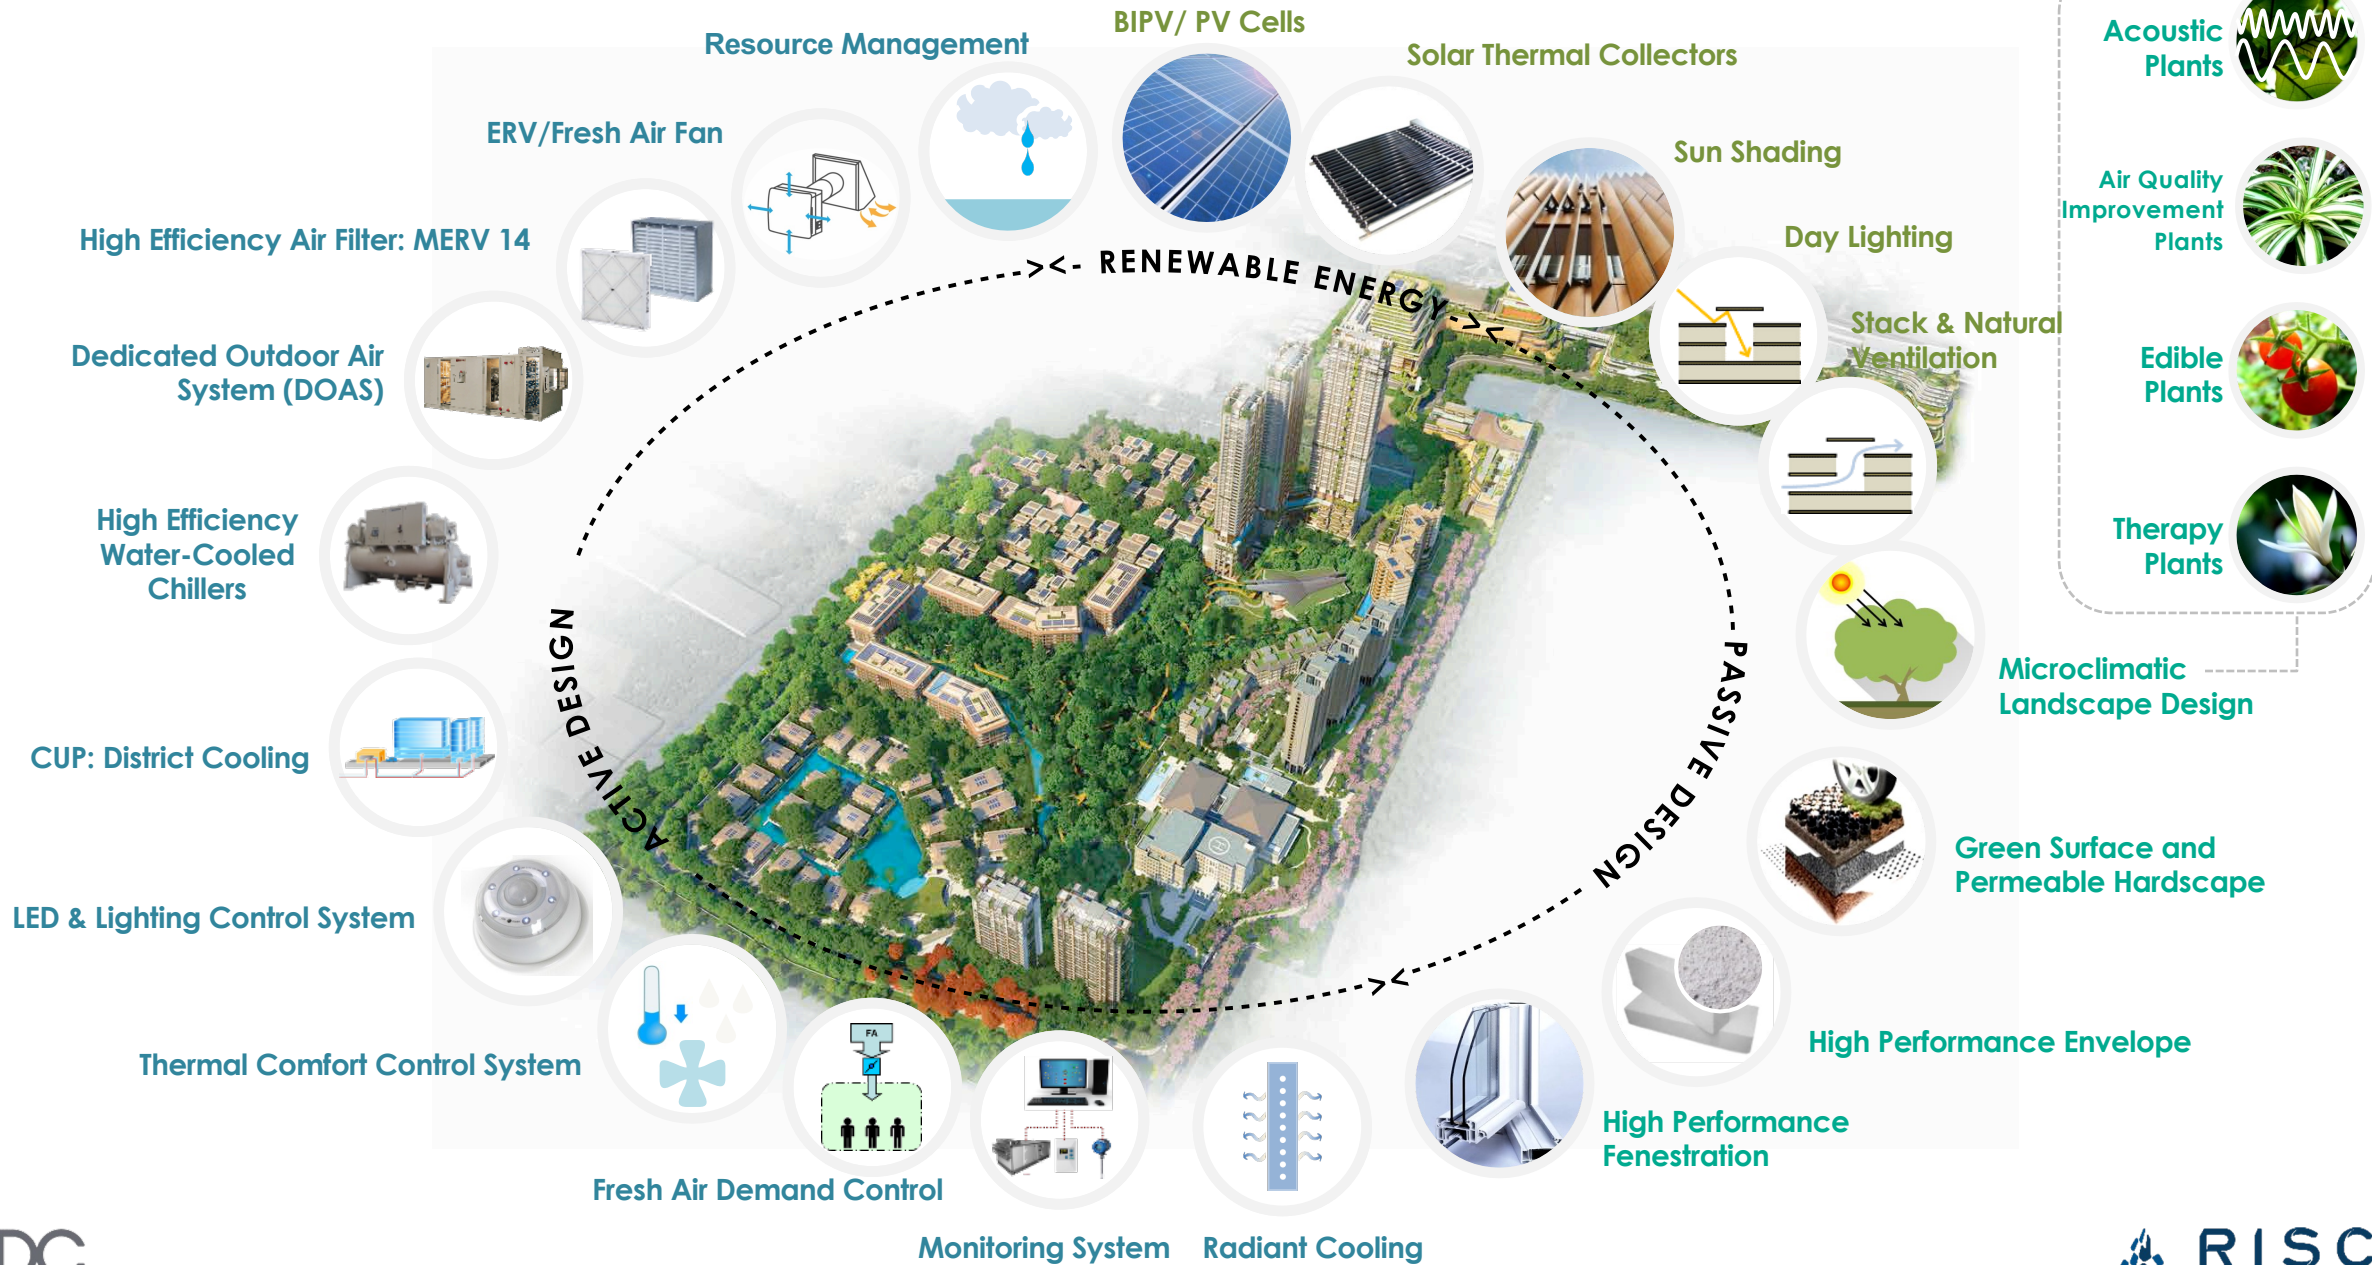 BIPV/ PV Cells
Resource Management
Solar Thermal Collectors
ERV/Fresh Air Fan
Sun Shading
High Efficiency Air Filter: MERV 14
Day Lighting
Dedicated Outdoor Air
System (DOAS)
Stack & Natural
Ventilation
High Efficiency
Water-Cooled
Chillers
CUP: District Cooling
LED & Lighting Control System
Thermal Comfort Control System
FA
Fresh Air Demand Control
Monitoring System
Radiant Cooling
High Performance
Fenestration
High Performance Envelope
Green Surface and
Permeable Hardscape
Microclimatic
Landscape Design
Acoustic
Plants
Air Quality
Improvement
Plants
Edible
Plants
Therapy
Plants
RENEWABLE ENERGY
PASSIVE DESIGN
ACTIVE DESIGN
H
DC
RISC